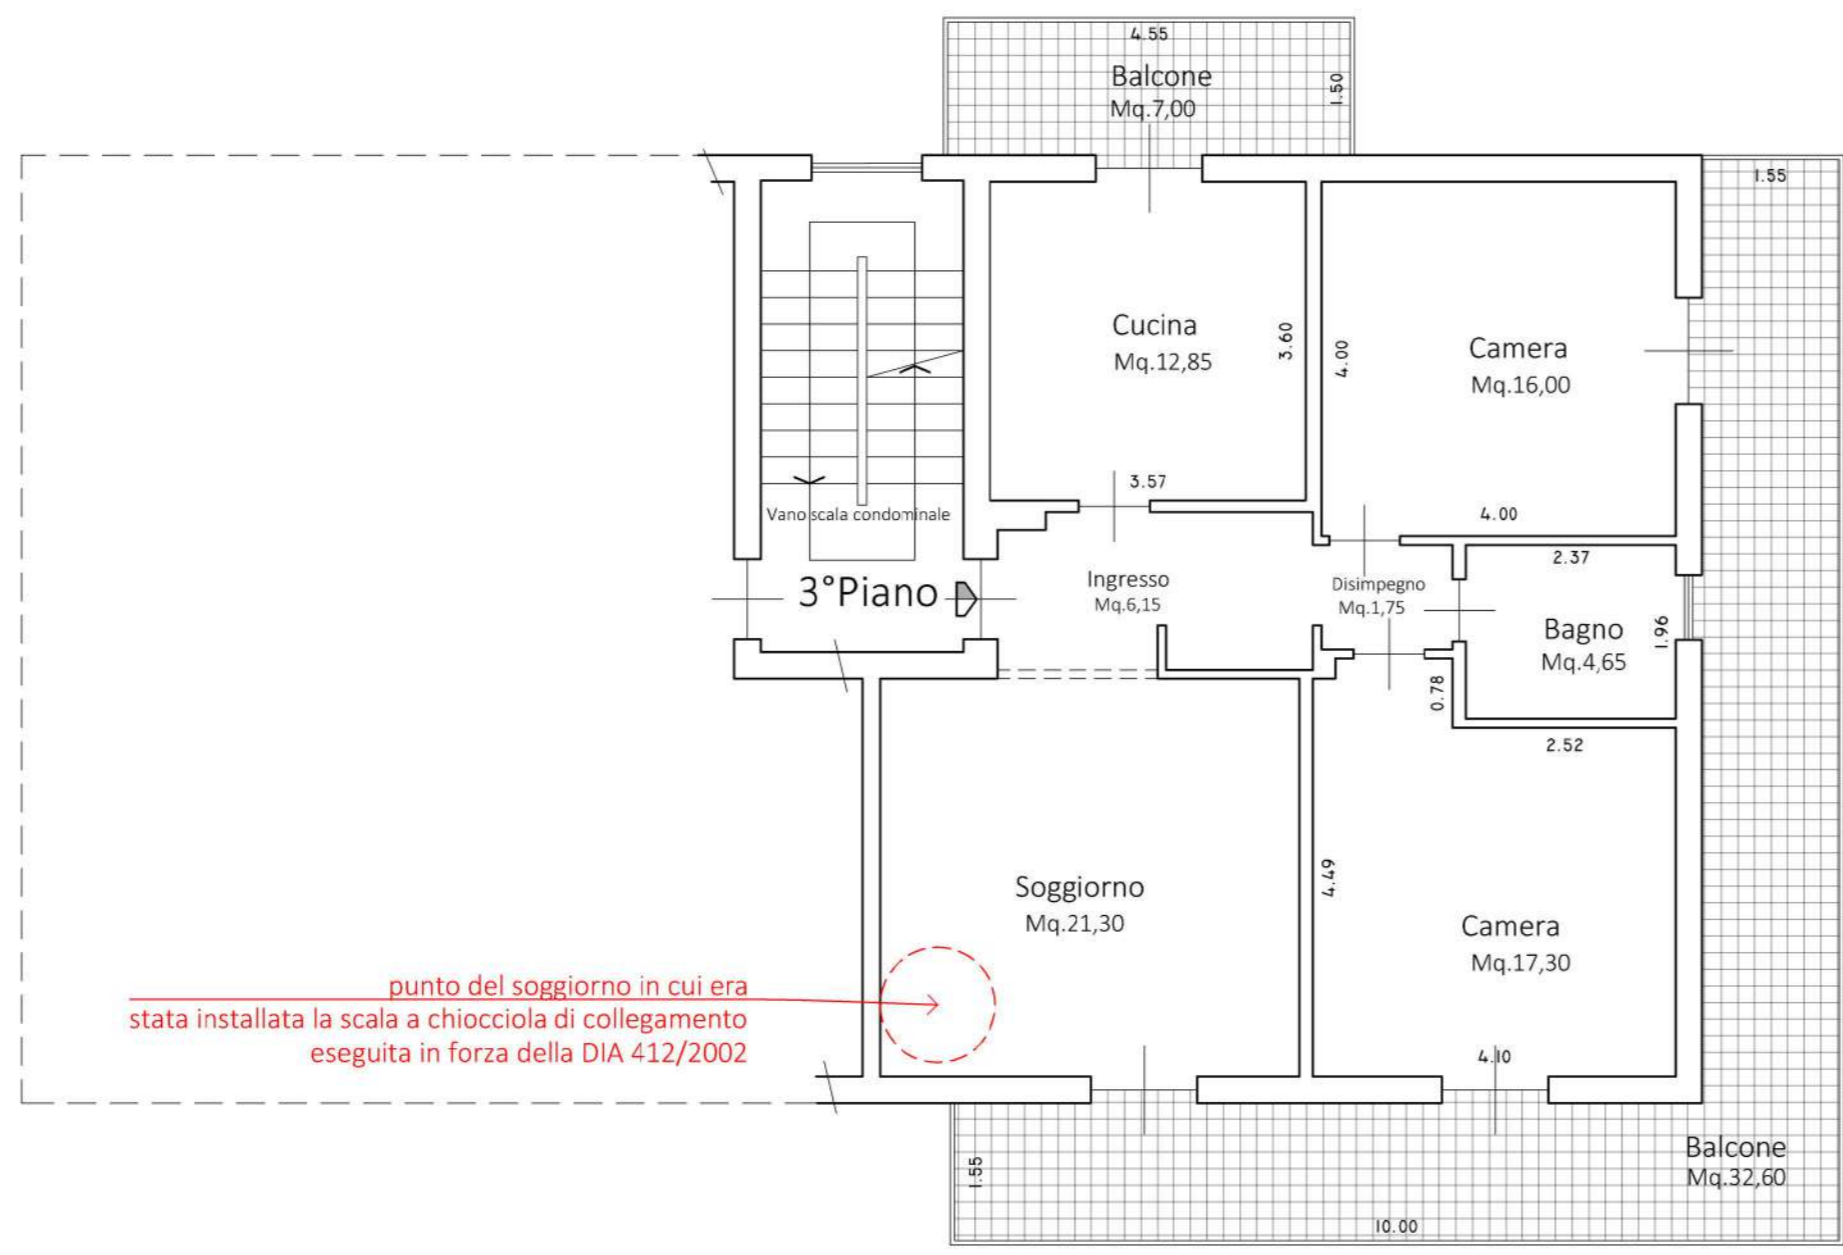 4.55
Balcone
Mq.7,00
1.50
1.55
Cucina
Mq.12,85
3.60
3.57
4.00
Camera
Mq.16,00
4.00
Vano scala condominale
3°Piano
Ingresso
Mq.6,15
Disimpegno
Mq.1,75
2.37
Bagno
Mq.4,65
1.96
0.78
2.52
Soggiorno
Mq.21,30
4.49
Camera
Mq.17,30
4.10
punto del soggiorno in cui era
stata installata la scala a chiocciola di collegamento
eseguita in forza della DIA 412/2002
1.55
Balcone
Mq.32,60
10.00